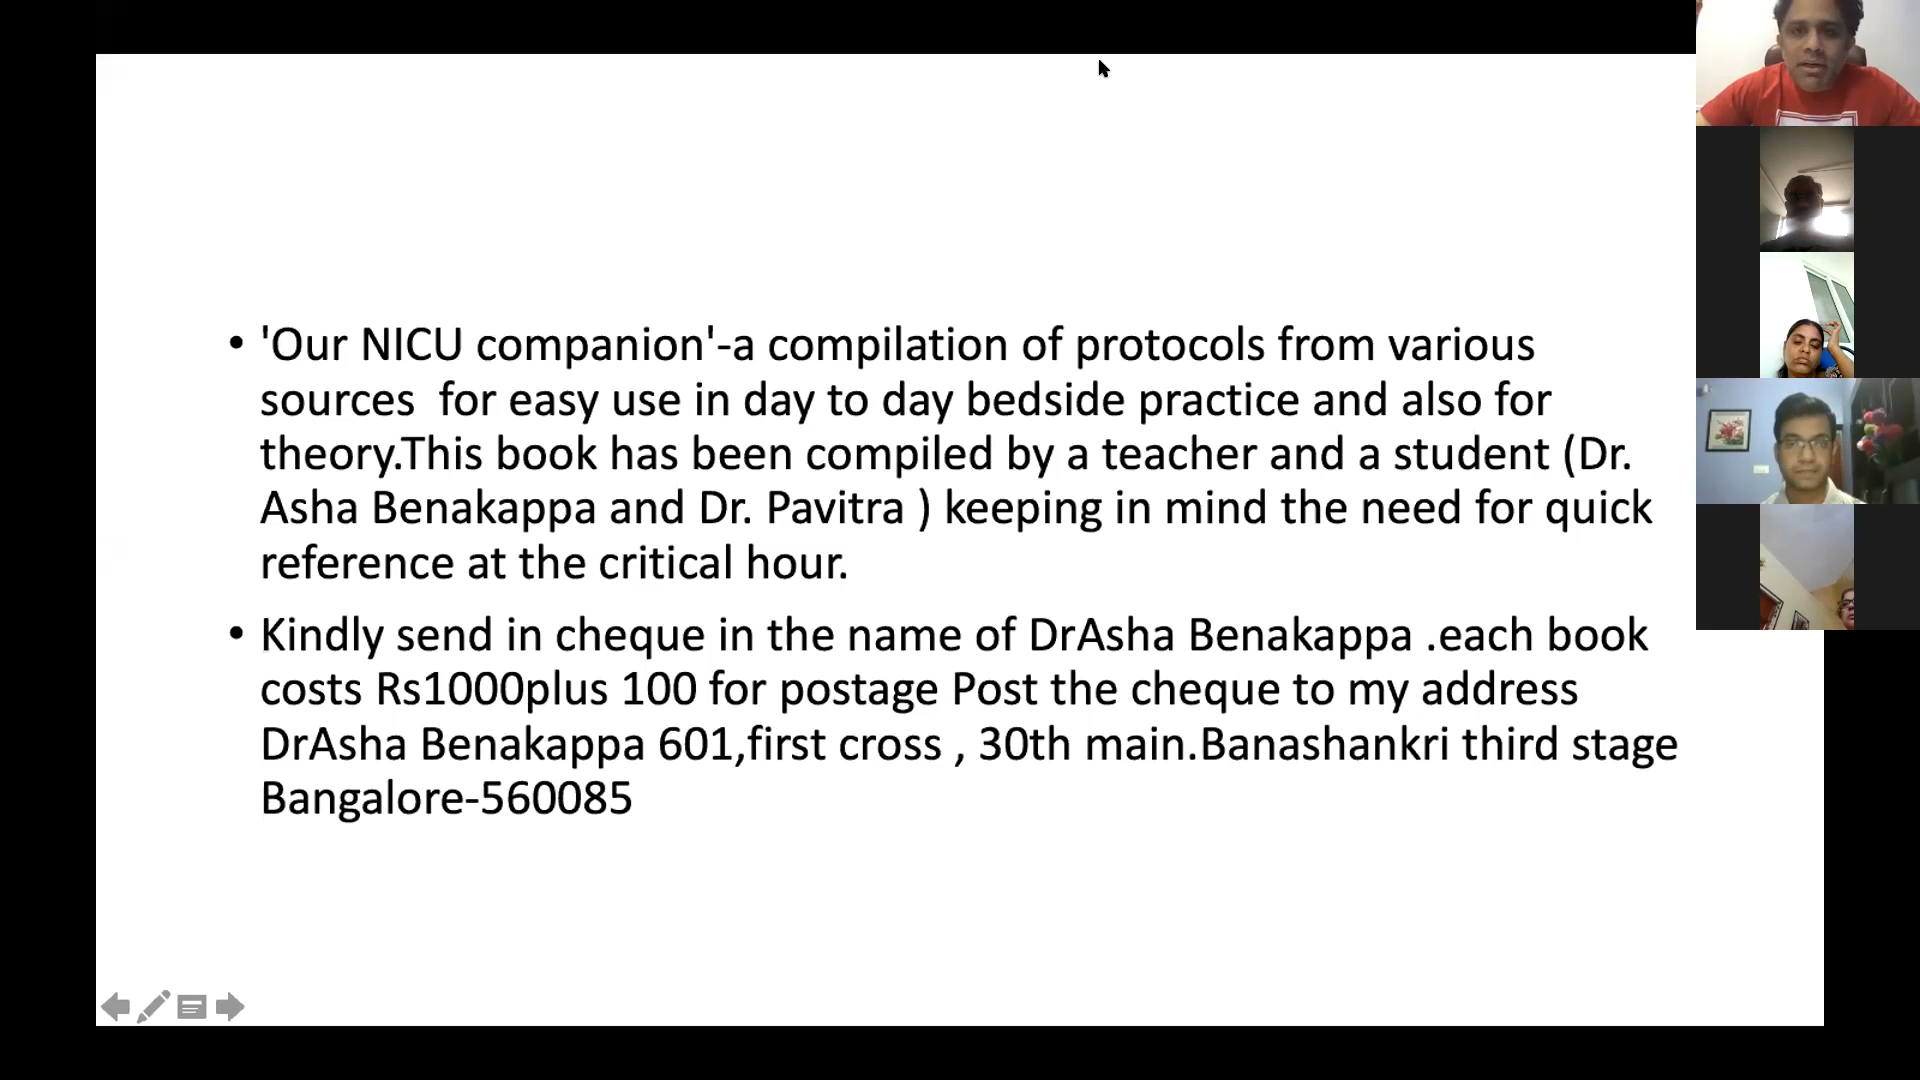 • 'Our NICU companion'-a compilation of protocols from various
sources  for easy use in day to day bedside practice and also for
theory.This book has been compiled by a teacher and a student (Dr.
Asha Benakappa and Dr. Pavitra ) keeping in mind the need for quick
reference at the critical hour.
• Kindly send in cheque in the name of DrAsha Benakappa .each book
costs Rs1000plus 100 for postage Post the cheque to my address
DrAsha Benakappa 601,first cross , 30th main.Banashankri third stage
Bangalore-560085